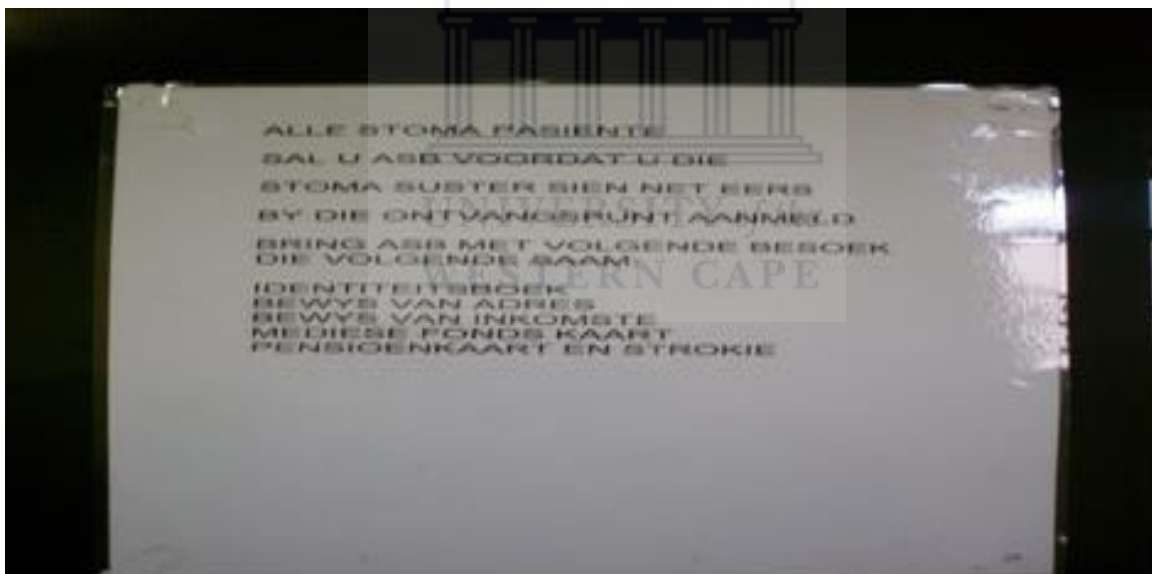 ALLE STOMA PASIENTE
SAL U ASB VOORDAT U DIE
STOMA SUSTER SIEN NET EERS
BY DIE ONTVANGSPUNT AANMELD
BRING ASB MET VOLGENDE BESOEK
DIE VOLGENDE SAAM:
IDENTITEITSBOEK
BEWYS VAN ADRES
BEWYS VAN INKOMSTE
MEDIESE FONDS KAART
PENSIOENKAART EN STROKIE
UNIVERSITY of the
WESTERN CAPE